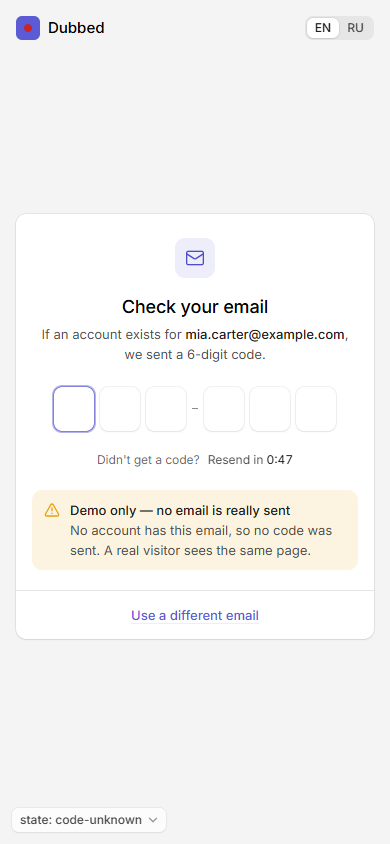 Dubbed
EN RU
Check your email
If an account exists for mia.carter@example.com,
we sent a 6-digit code.
–
Didn't get a code? Resend in 0:47
Demo only — no email is really sent
No account has this email, so no code was
sent. A real visitor sees the same page.
Use a different email
state: code-unknown